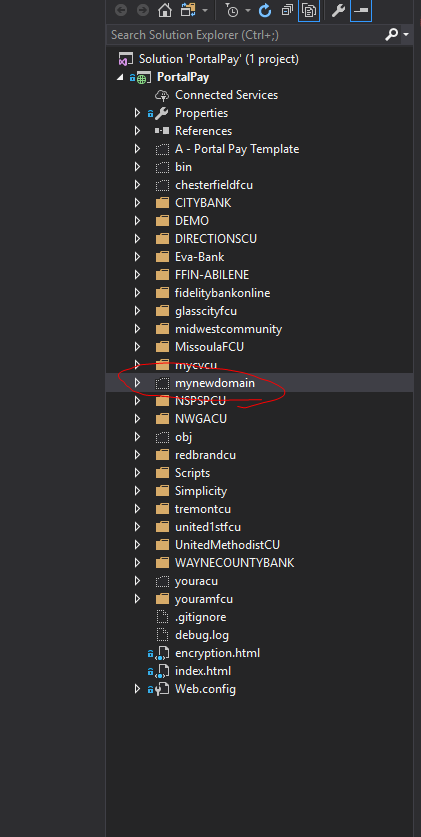 Search Solution Explorer (Ctrl+;)
Solution 'PortalPay' (1 project)
PortalPay
Connected Services
Properties
References
A - Portal Pay Template
bin
chesterfieldfcu
CITYBANK
DEMO
DIRECTIONSCU
Eva-Bank
FFIN-ABILENE
fidelitybankonline
glasscityfcu
midwestcommunity
MissoulaFCU
mycvcu
mynewdomain
NSPSPCU
NWGACU
obj
redbrandcu
Scripts
Simplicity
tremontcu
united1stfcu
UnitedMethodistCU
WAYNECOUNTYBANK
youracu
youramfcu
.gitignore
debug.log
encryption.html
index.html
Web.config